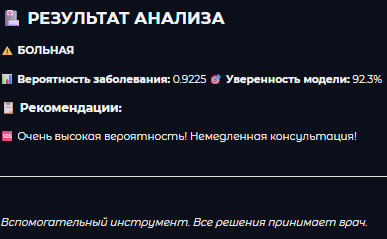 РЕЗУЛЬТАТ АНАЛИЗА
БОЛЬНАЯ
Вероятность заболевания: 0.9225 Уверенность модели: 92.3%
Рекомендации:
Очень высокая вероятность! Немедленная консультация!
Вспомогательный инструмент. Все решения принимает врач.